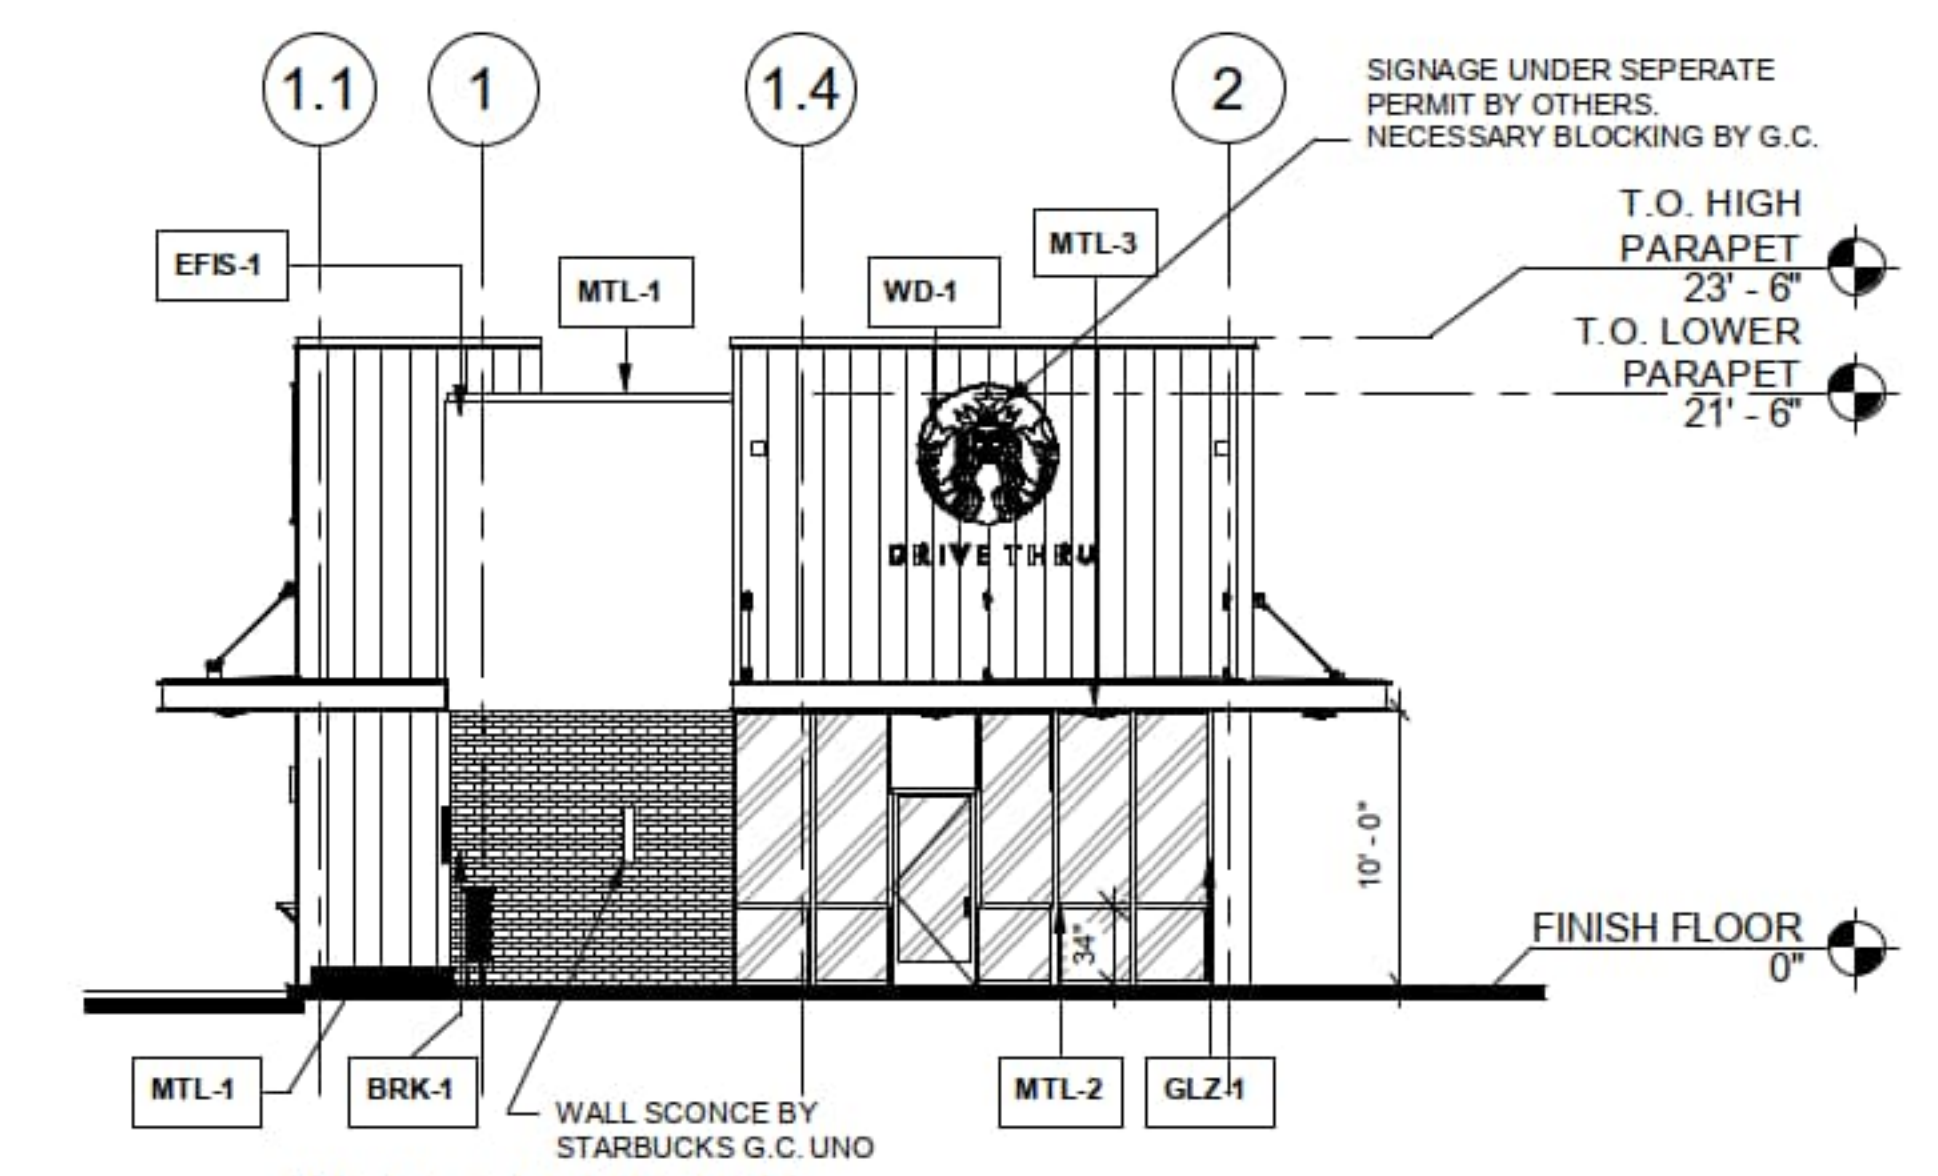 1.1
1
1.4
2
SIGNAGE UNDER SEPERATE
PERMIT BY OTHERS.
NECESSARY BLOCKING BY G.C.
T.O. HIGH
PARAPET
23' - 6"
T.O. LOWER
PARAPET
21' - 6"
EFIS-1
MTL-1
WD-1
MTL-3
DRIVE THRU
10' - 0"
34"
FINISH FLOOR
0"
MTL-1
BRK-1
MTL-2
GLZ-1
WALL SCONCE BY
STARBUCKS G.C. UNO